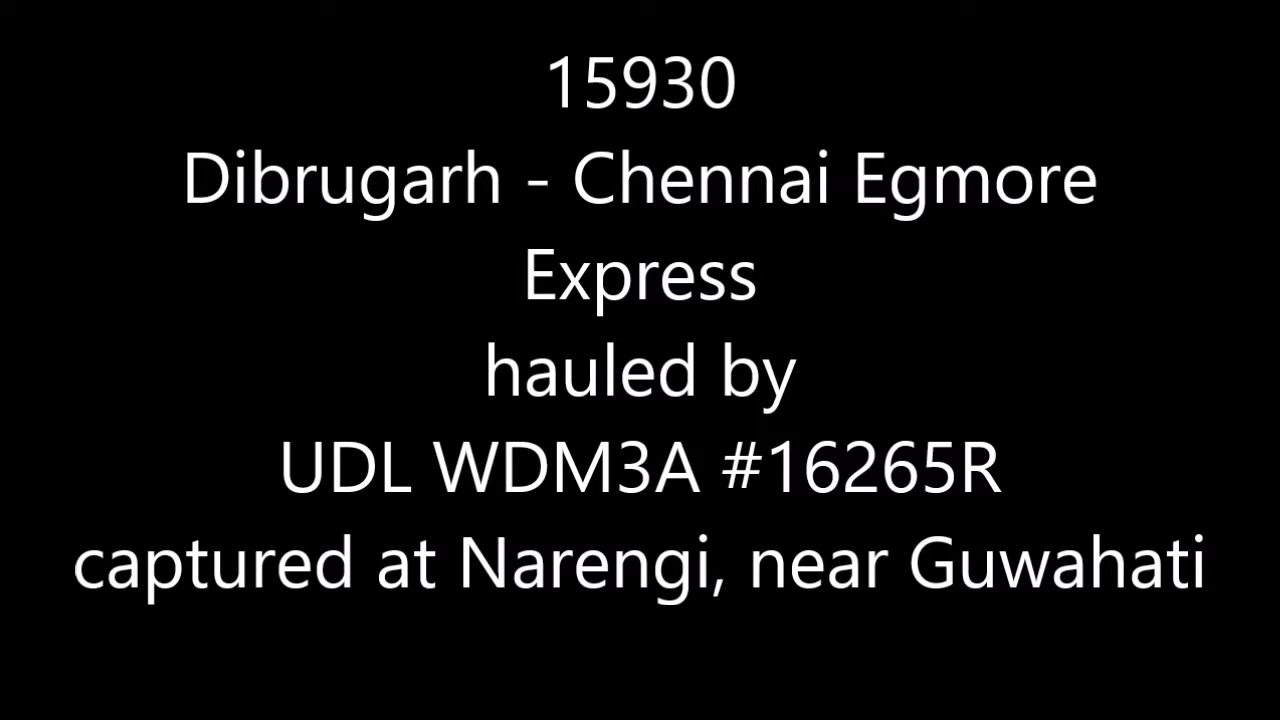 15930
Dibrugarh - Chennai Egmore
Express
hauled by
UDL WDM3A #16265R
captured at Narengi, near Guwahati